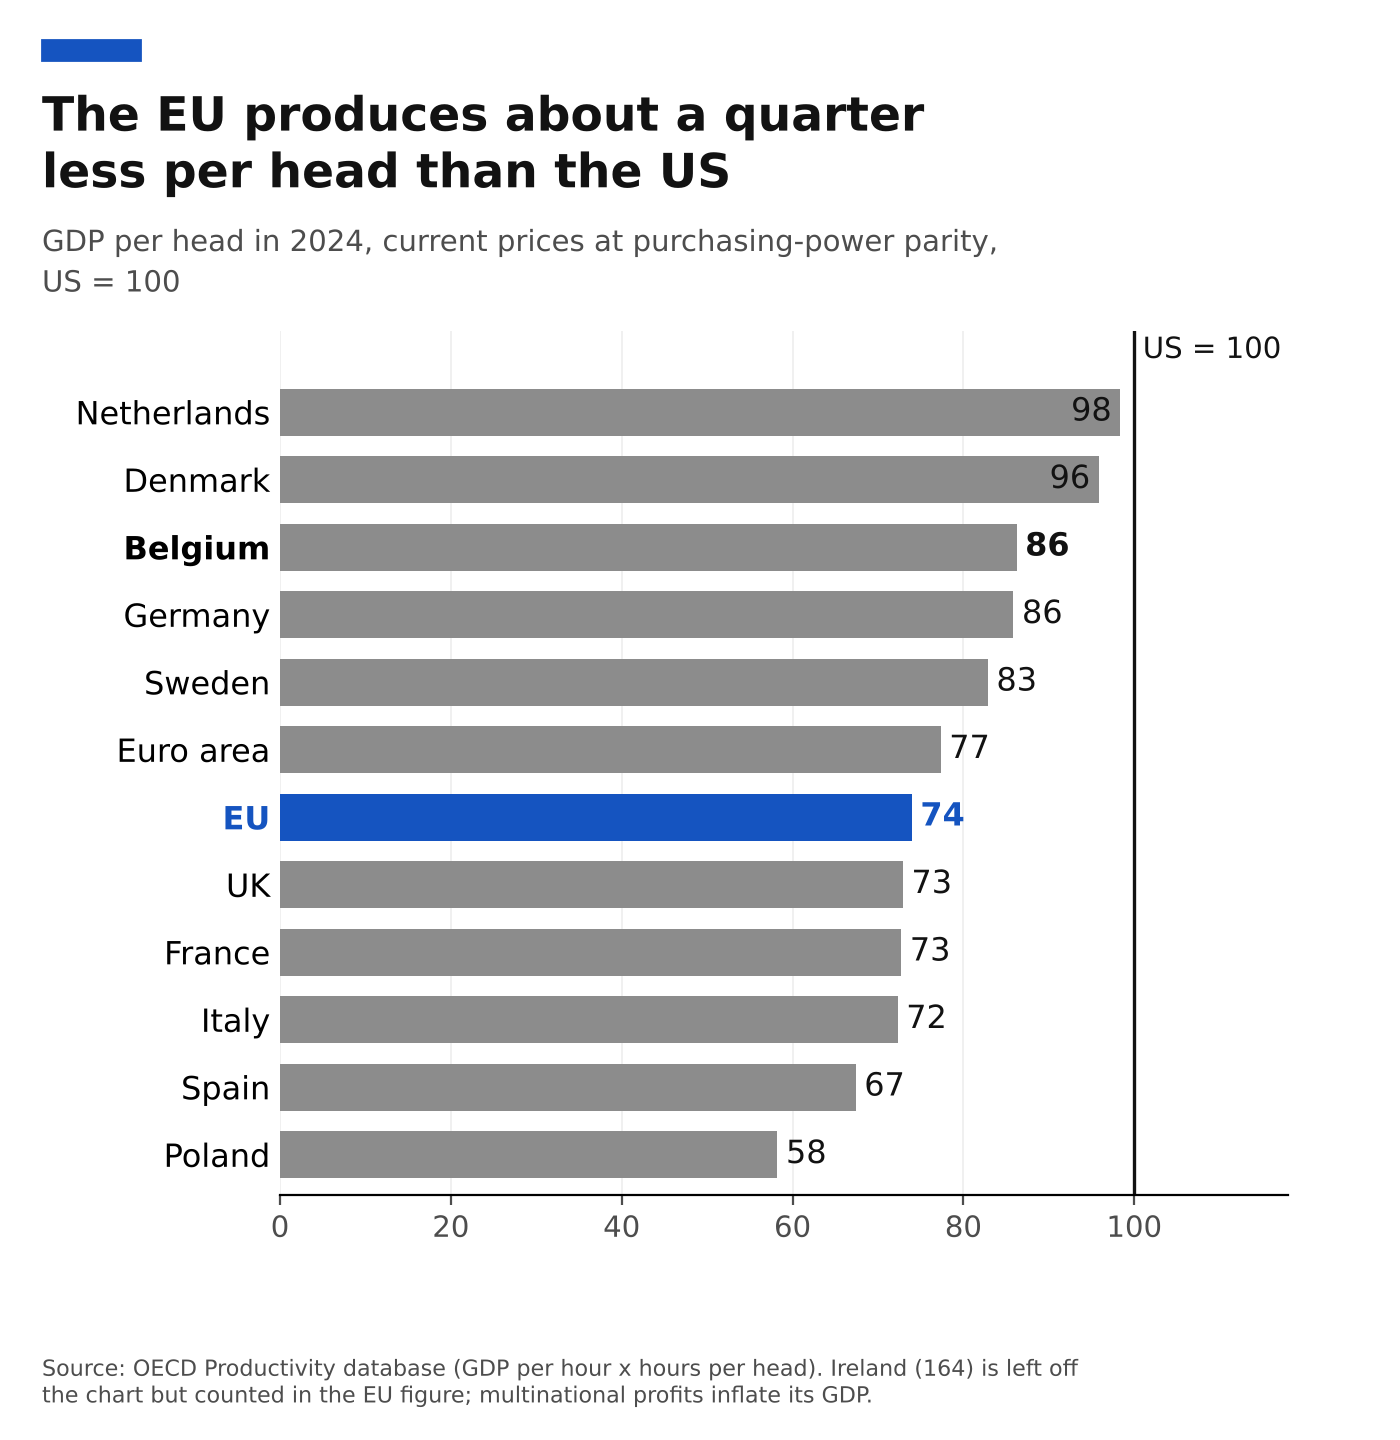 The EU produces about a quarter
less per head than the US
GDP per head in 2024, current prices at purchasing-power parity,
US = 100
US = 100
Netherlands 98
Denmark 96
Belgium 86
Germany 86
Sweden 83
Euro area 77
EU 74
UK 73
France 73
Italy 72
Spain 67
Poland 58
0 20 40 60 80 100
Source: OECD Productivity database (GDP per hour x hours per head). Ireland (164) is left off
the chart but counted in the EU figure; multinational profits inflate its GDP.